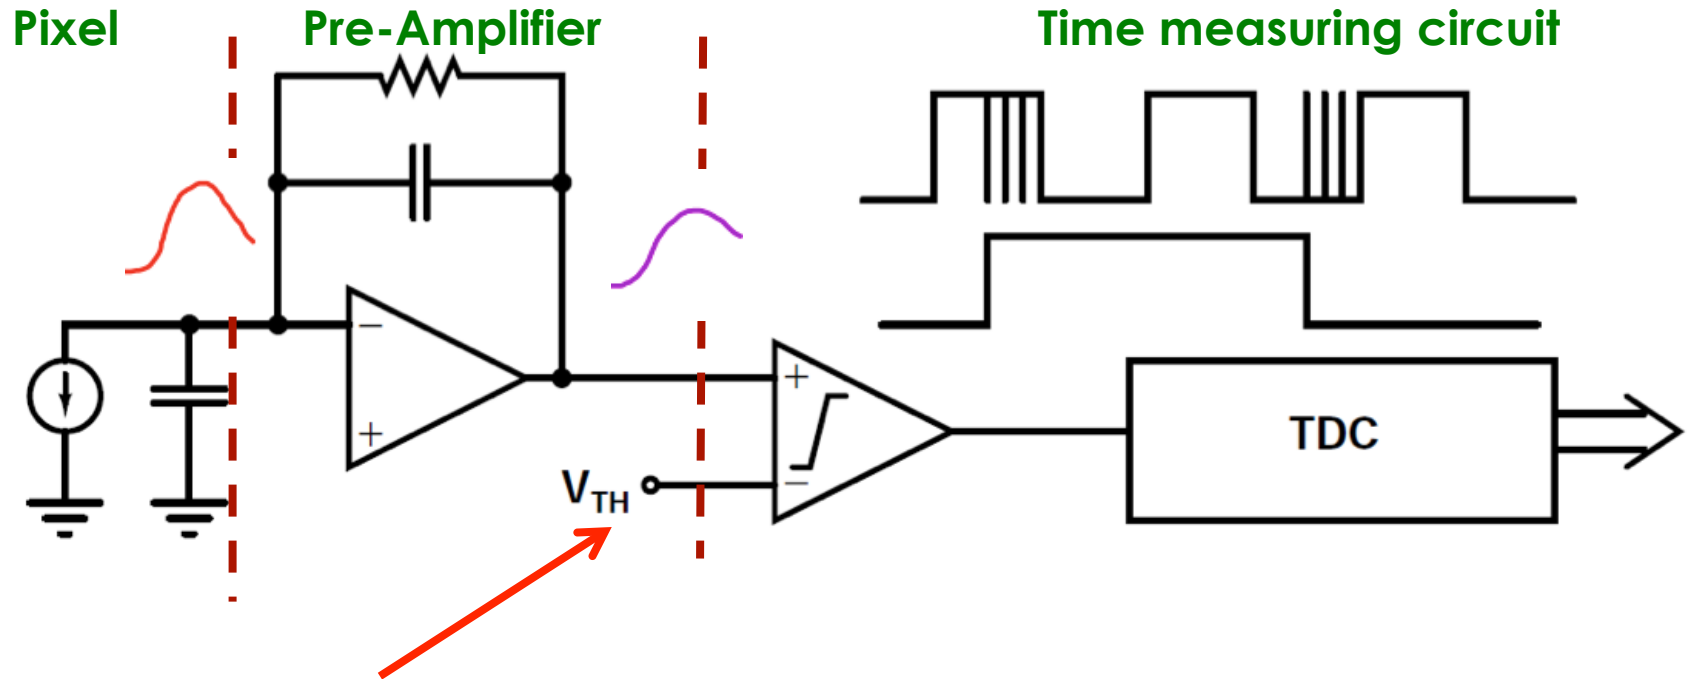 Pixel
Pre-Amplifier
Time measuring circuit
−
+
+
−
VTH
TDC